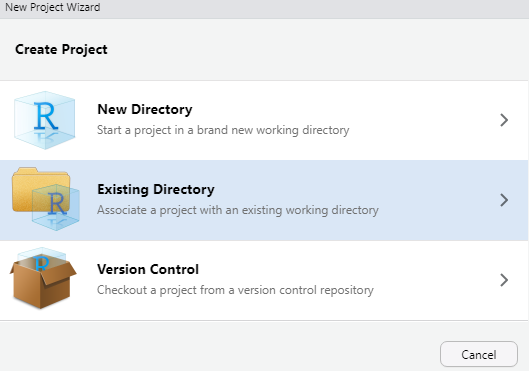 New Project Wizard
Create Project
R
New Directory
Start a project in a brand new working directory
R
Existing Directory
Associate a project with an existing working directory
R
Version Control
Checkout a project from a version control repository
Cancel